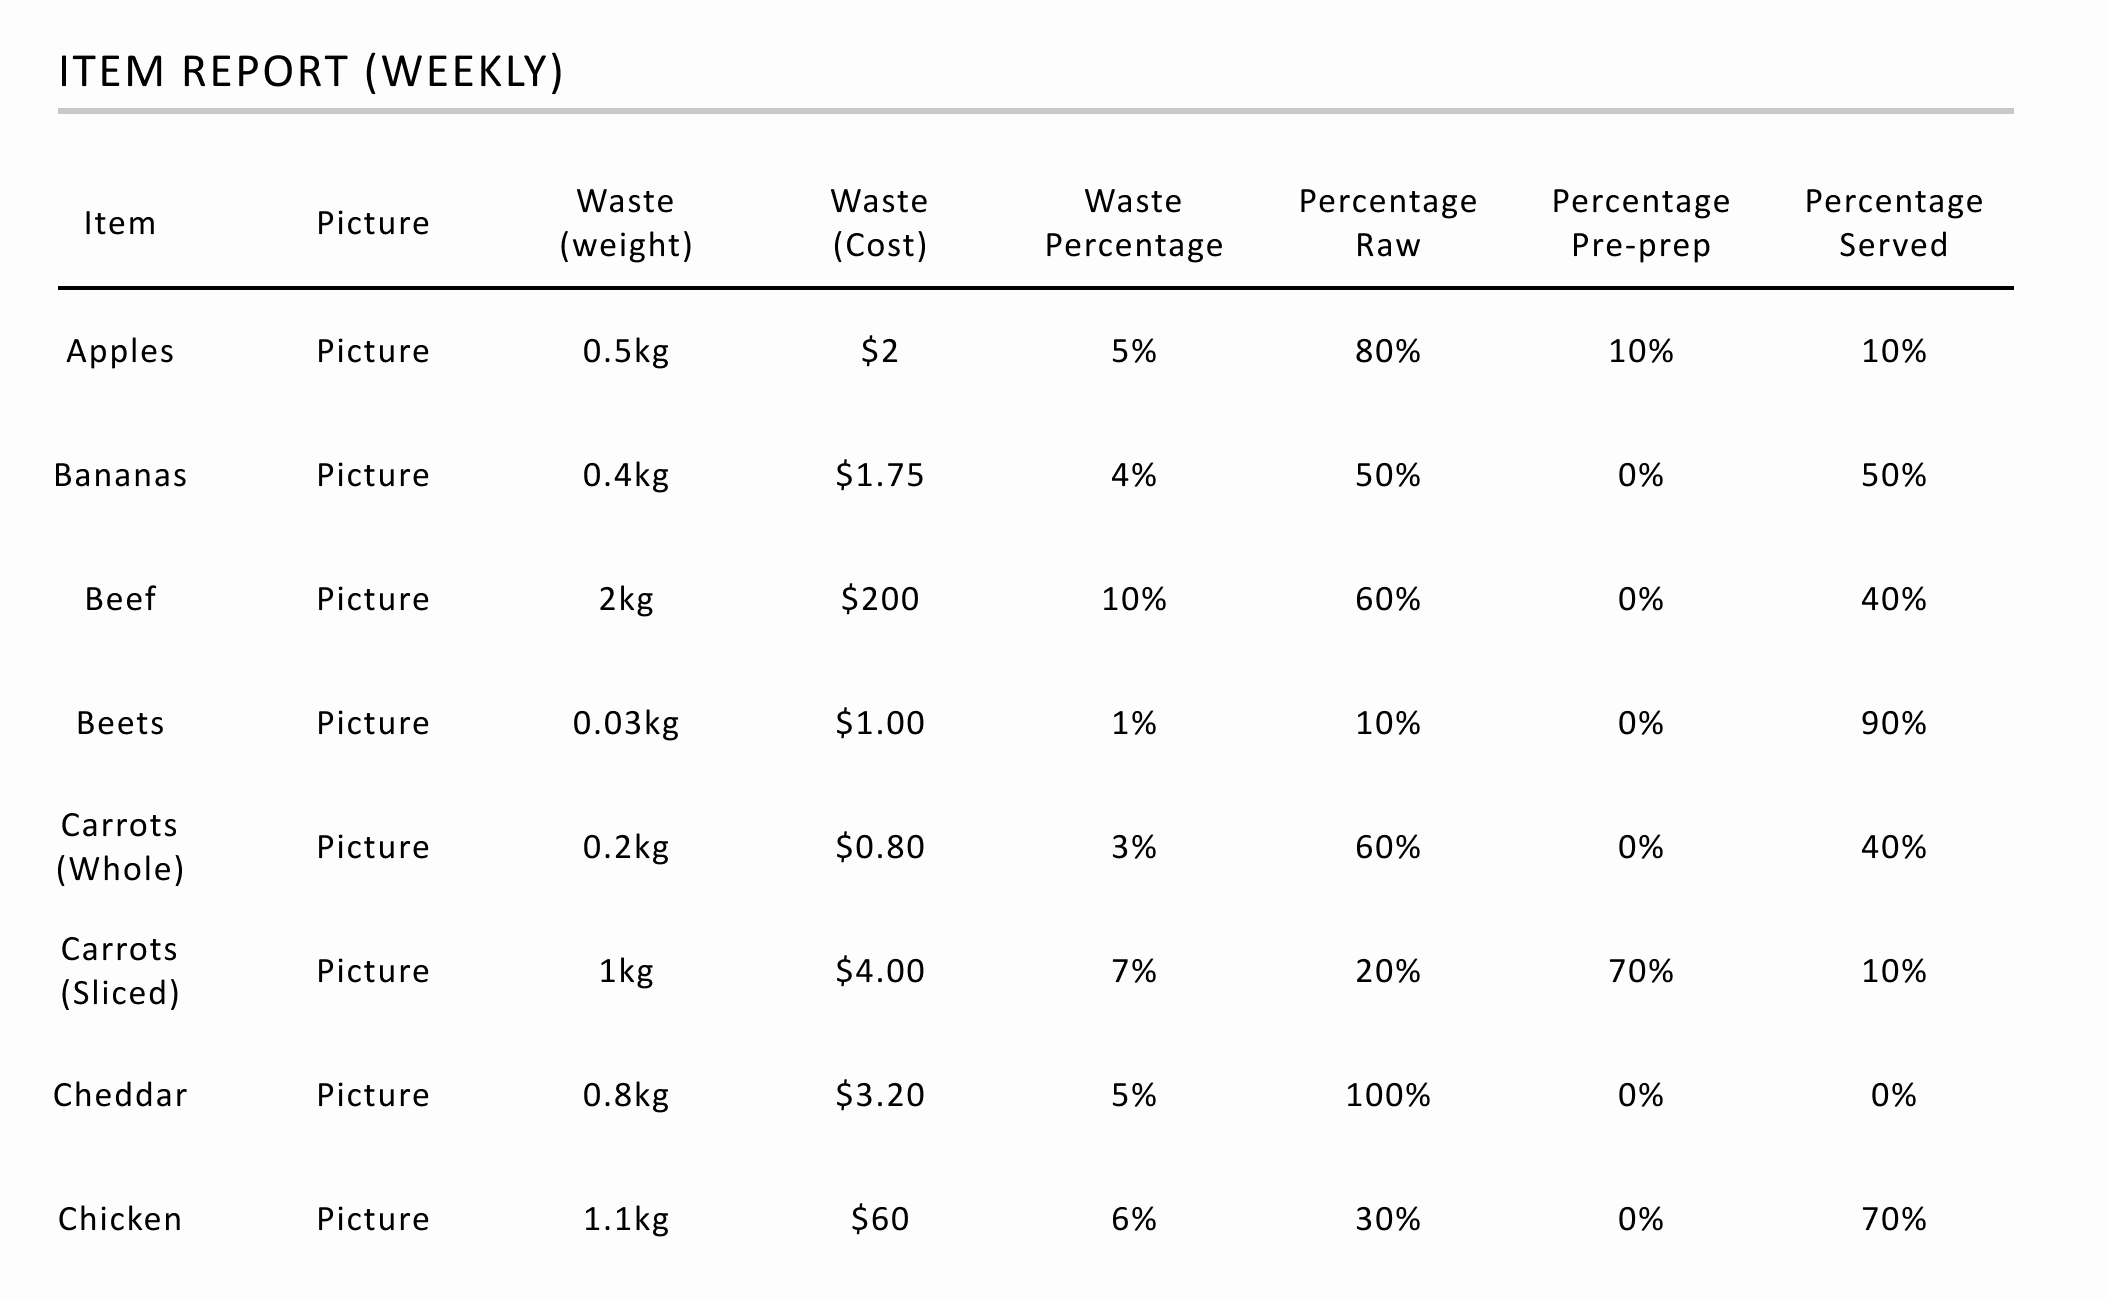 ITEM REPORT (WEEKLY)
Item Picture Waste (weight) Waste (Cost) Waste Percentage Percentage Raw Percentage Pre-prep Percentage Served
Apples Picture 0.5kg $2 5% 80% 10% 10%
Bananas Picture 0.4kg $1.75 4% 50% 0% 50%
Beef Picture 2kg $200 10% 60% 0% 40%
Beets Picture 0.03kg $1.00 1% 10% 0% 90%
Carrots (Whole) Picture 0.2kg $0.80 3% 60% 0% 40%
Carrots (Sliced) Picture 1kg $4.00 7% 20% 70% 10%
Cheddar Picture 0.8kg $3.20 5% 100% 0% 0%
Chicken Picture 1.1kg $60 6% 30% 0% 70%